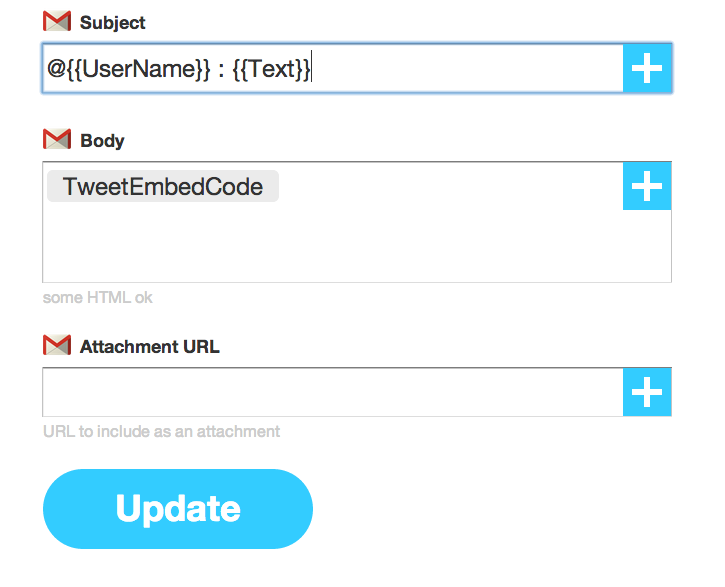 Subject
@{{UserName}} : {{Text}}
Body
TweetEmbedCode
some HTML ok
Attachment URL
URL to include as an attachment
Update